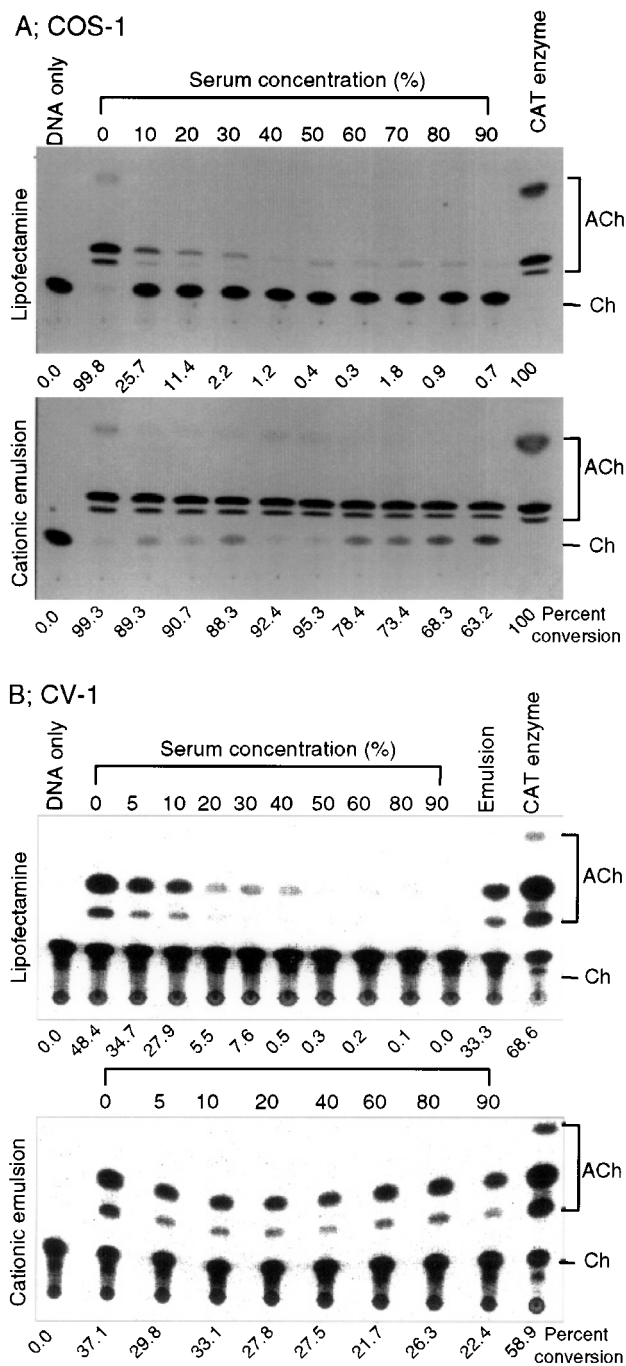 A; COS-1
DNA only
Serum concentration (%)
CAT enzyme
0 10 20 30 40 50 60 70 80 90
Lipofectamine
ACh
Ch
0.0 99.8 25.7 11.4 2.2 1.2 0.4 0.3 1.8 0.9 0.7 100
Cationic emulsion
ACh
Ch
0.0 99.3 89.3 90.7 88.3 92.4 95.3 78.4 73.4 68.3 63.2 100 Percent
conversion
B; CV-1
DNA only
Serum concentration (%)
Emulsion
CAT enzyme
0 5 10 20 30 40 50 60 80 90
Lipofectamine
ACh
Ch
0.0 48.4 34.7 27.9 5.5 7.6 0.5 0.3 0.2 0.1 0.0 33.3 68.6
0 5 10 20 40 60 80 90
Cationic emulsion
ACh
Ch
0.0 37.1 29.8 33.1 27.8 27.5 21.7 26.3 22.4 58.9 Percent
conversion